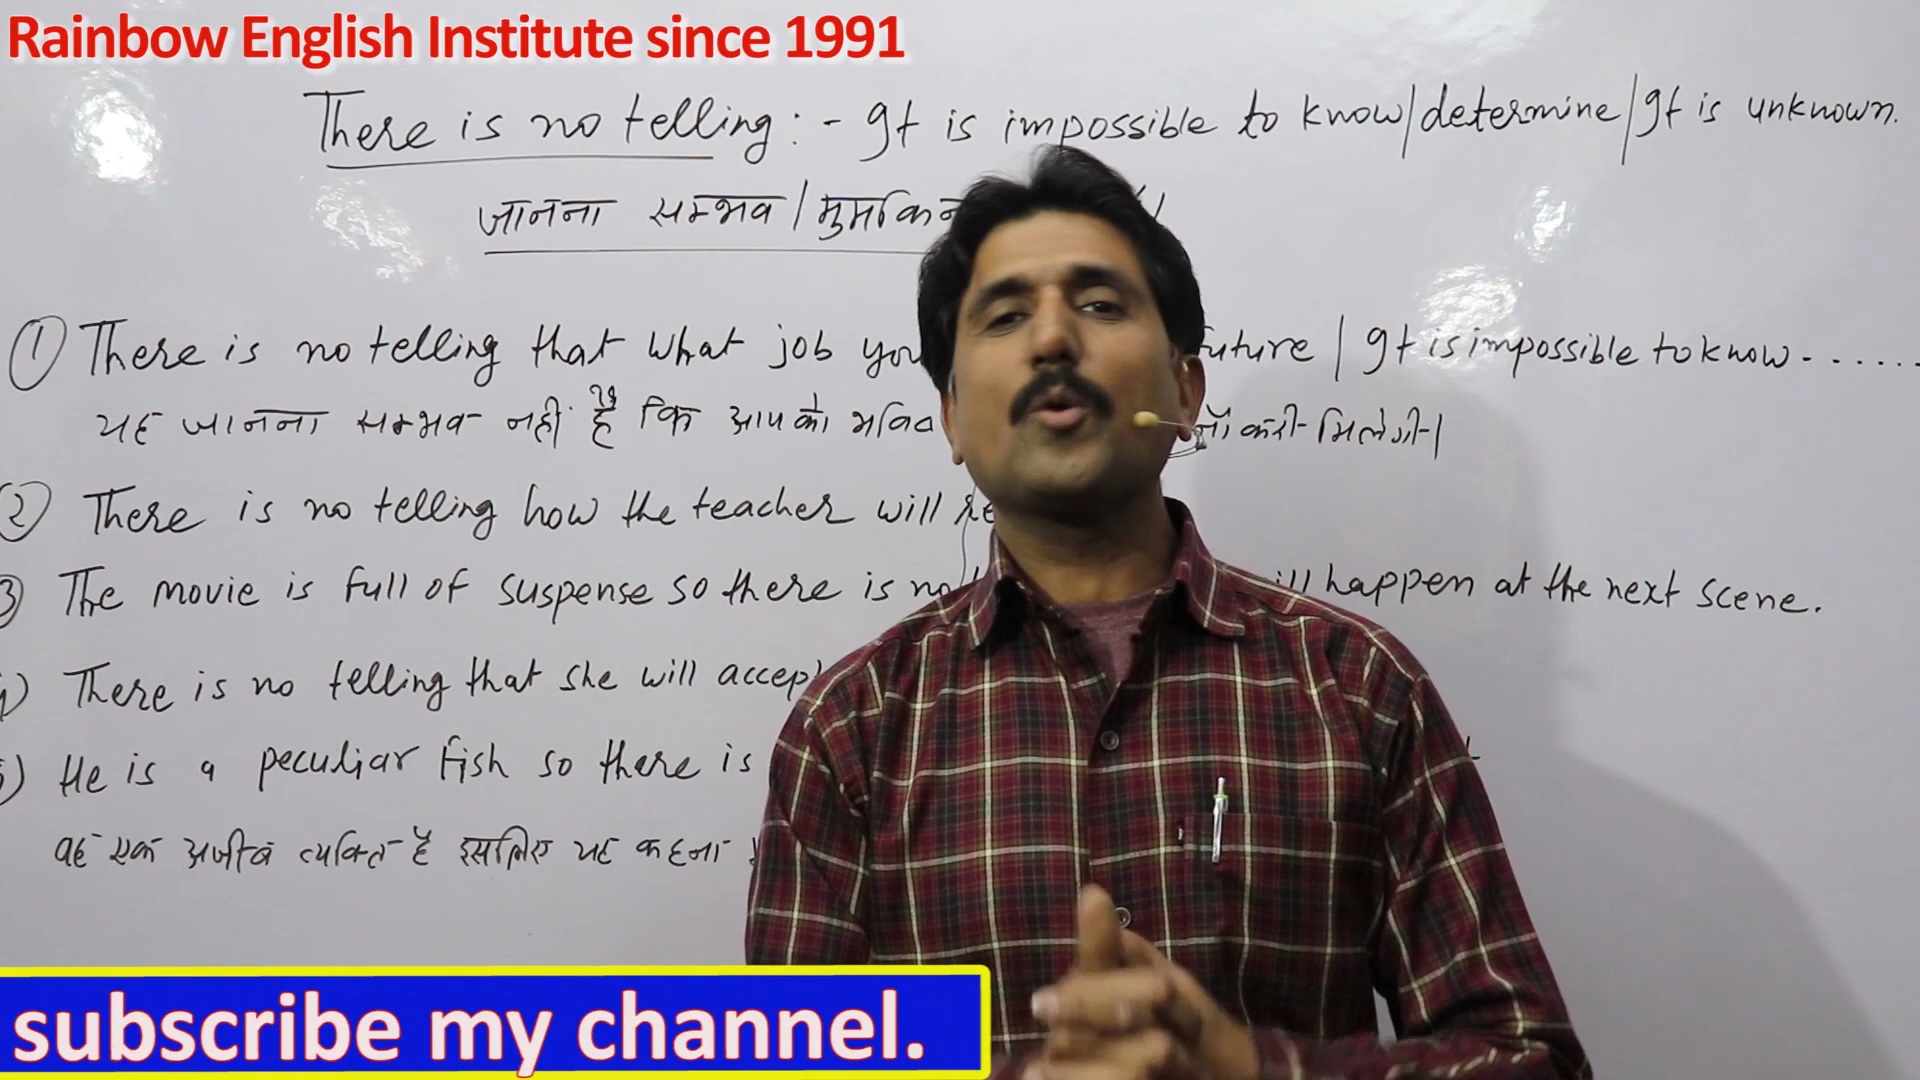 Rainbow English Institute since 1991
There is no telling :- It is impossible to know/determine/It is unknown.
जानना सम्भव/मुमकिन
① There is no telling that what job you future | It is impossible to know -......
यह जानना सम्भव नही है कि आपको नौकरी मिलेगी।
② There is no telling how the teacher will
③ The movie is full of suspense so there is happen at the next scene.
There is no telling that she will accep
He is a peculiar fish so there is
वह एक अजीब व्यक्ति है इसलिए यह कहना
subscribe my channel.